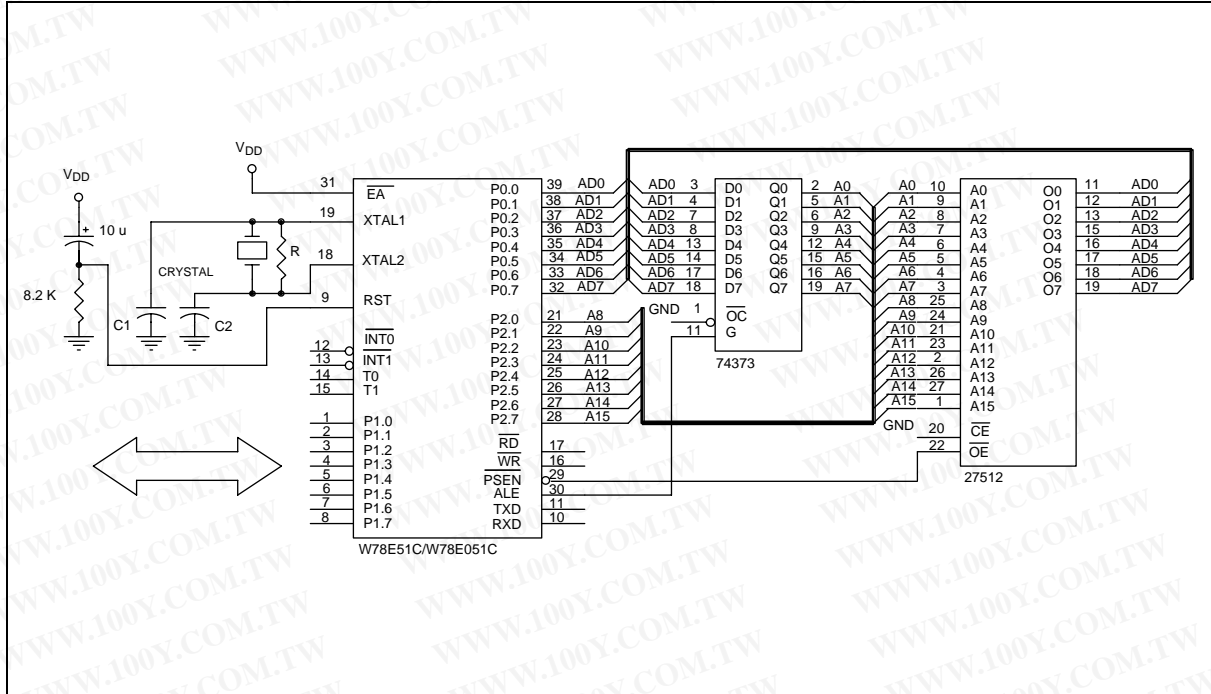 VDD
10 u
8.2 K
C1
CRYSTAL
C2
R
VDD
31 EA
19 XTAL1
18 XTAL2
9 RST
12 INT0
13 INT1
14 T0
15 T1
1 P1.0
2 P1.1
3 P1.2
4 P1.3
5 P1.4
6 P1.5
7 P1.6
8 P1.7
P0.0 39 AD0
P0.1 38 AD1
P0.2 37 AD2
P0.3 36 AD3
P0.4 35 AD4
P0.5 34 AD5
P0.6 33 AD6
P0.7 32 AD7
P2.0 21 A8
P2.1 22 A9
P2.2 23 A10
P2.3 24 A11
P2.4 25 A12
P2.5 26 A13
P2.6 27 A14
P2.7 28 A15
RD 17
WR 16
PSEN 29
ALE 30
TXD 11
RXD 10
W78E51C/W78E051C
AD0 3 D0 Q0 2 A0
AD1 4 D1 Q1 5 A1
AD2 7 D2 Q2 6 A2
AD3 8 D3 Q3 9 A3
AD4 13 D4 Q4 12 A4
AD5 14 D5 Q5 15 A5
AD6 17 D6 Q6 16 A6
AD7 18 D7 Q7 19 A7
GND 1 OC
11 G
74373
A0 10 A0
A1 9 A1
A2 8 A2
A3 7 A3
A4 6 A4
A5 5 A5
A6 4 A6
A7 3 A7
A8 25 A8
A9 24 A9
A10 21 A10
A11 23 A11
A12 2 A12
A13 26 A13
A14 27 A14
A15 1 A15
GND 20 CE
22 OE
O0 11 AD0
O1 12 AD1
O2 13 AD2
O3 14 AD3
O4 15 AD4
O5 16 AD5
O6 17 AD6
O7 18 AD7
27512
WWW.100Y.COM.TW